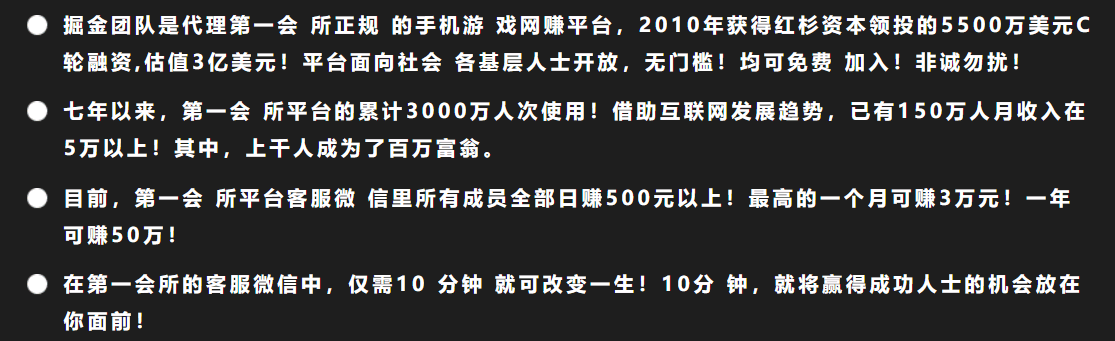 掘金团队是代理第一会 所正规 的手机游 戏网赚平台，2010年获得红杉资本领投的5500万美元C
轮融资,估值3亿美元！平台面向社会 各基层人士开放，无门槛！均可免费 加入！非诚勿扰！
七年以来，第一会 所平台的累计3000万人次使用！借助互联网发展趋势，已有150万人月收入在
5万以上！其中，上千人成为了百万富翁。
目前，第一会 所平台客服微 信里所有成员全部日赚500元以上！最高的一个月可赚3万元！一年
可赚50万！
在第一会所的客服微信中，仅需10 分钟 就可改变一生！10分 钟，就将赢得成功人士的机会放在
你面前！